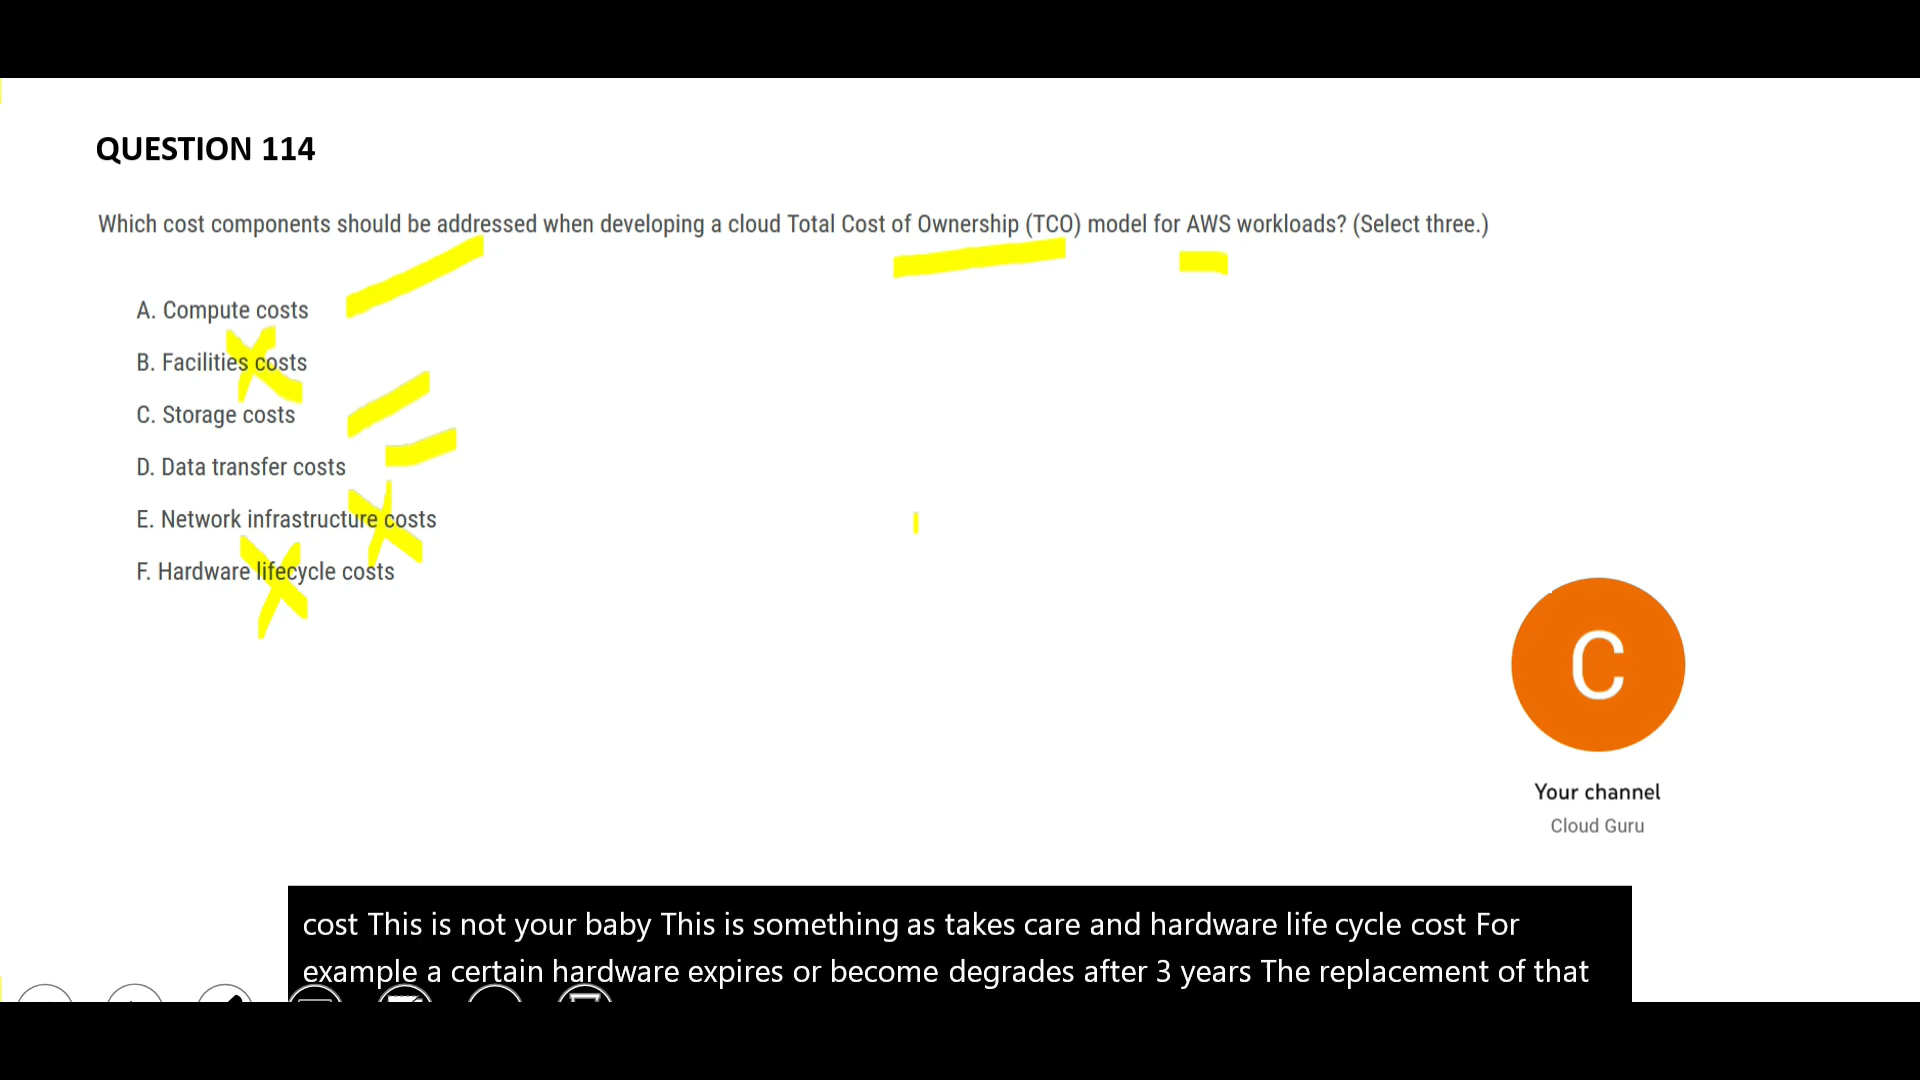 QUESTION 114
Which cost components should be addressed when developing a cloud Total Cost of Ownership (TCO) model for AWS workloads? (Select three.)
A. Compute costs
B. Facilities costs
C. Storage costs
D. Data transfer costs
E. Network infrastructure costs
F. Hardware lifecycle costs
C
Your channel
Cloud Guru
cost This is not your baby This is something as takes care and hardware life cycle cost For
example a certain hardware expires or become degrades after 3 years The replacement of that